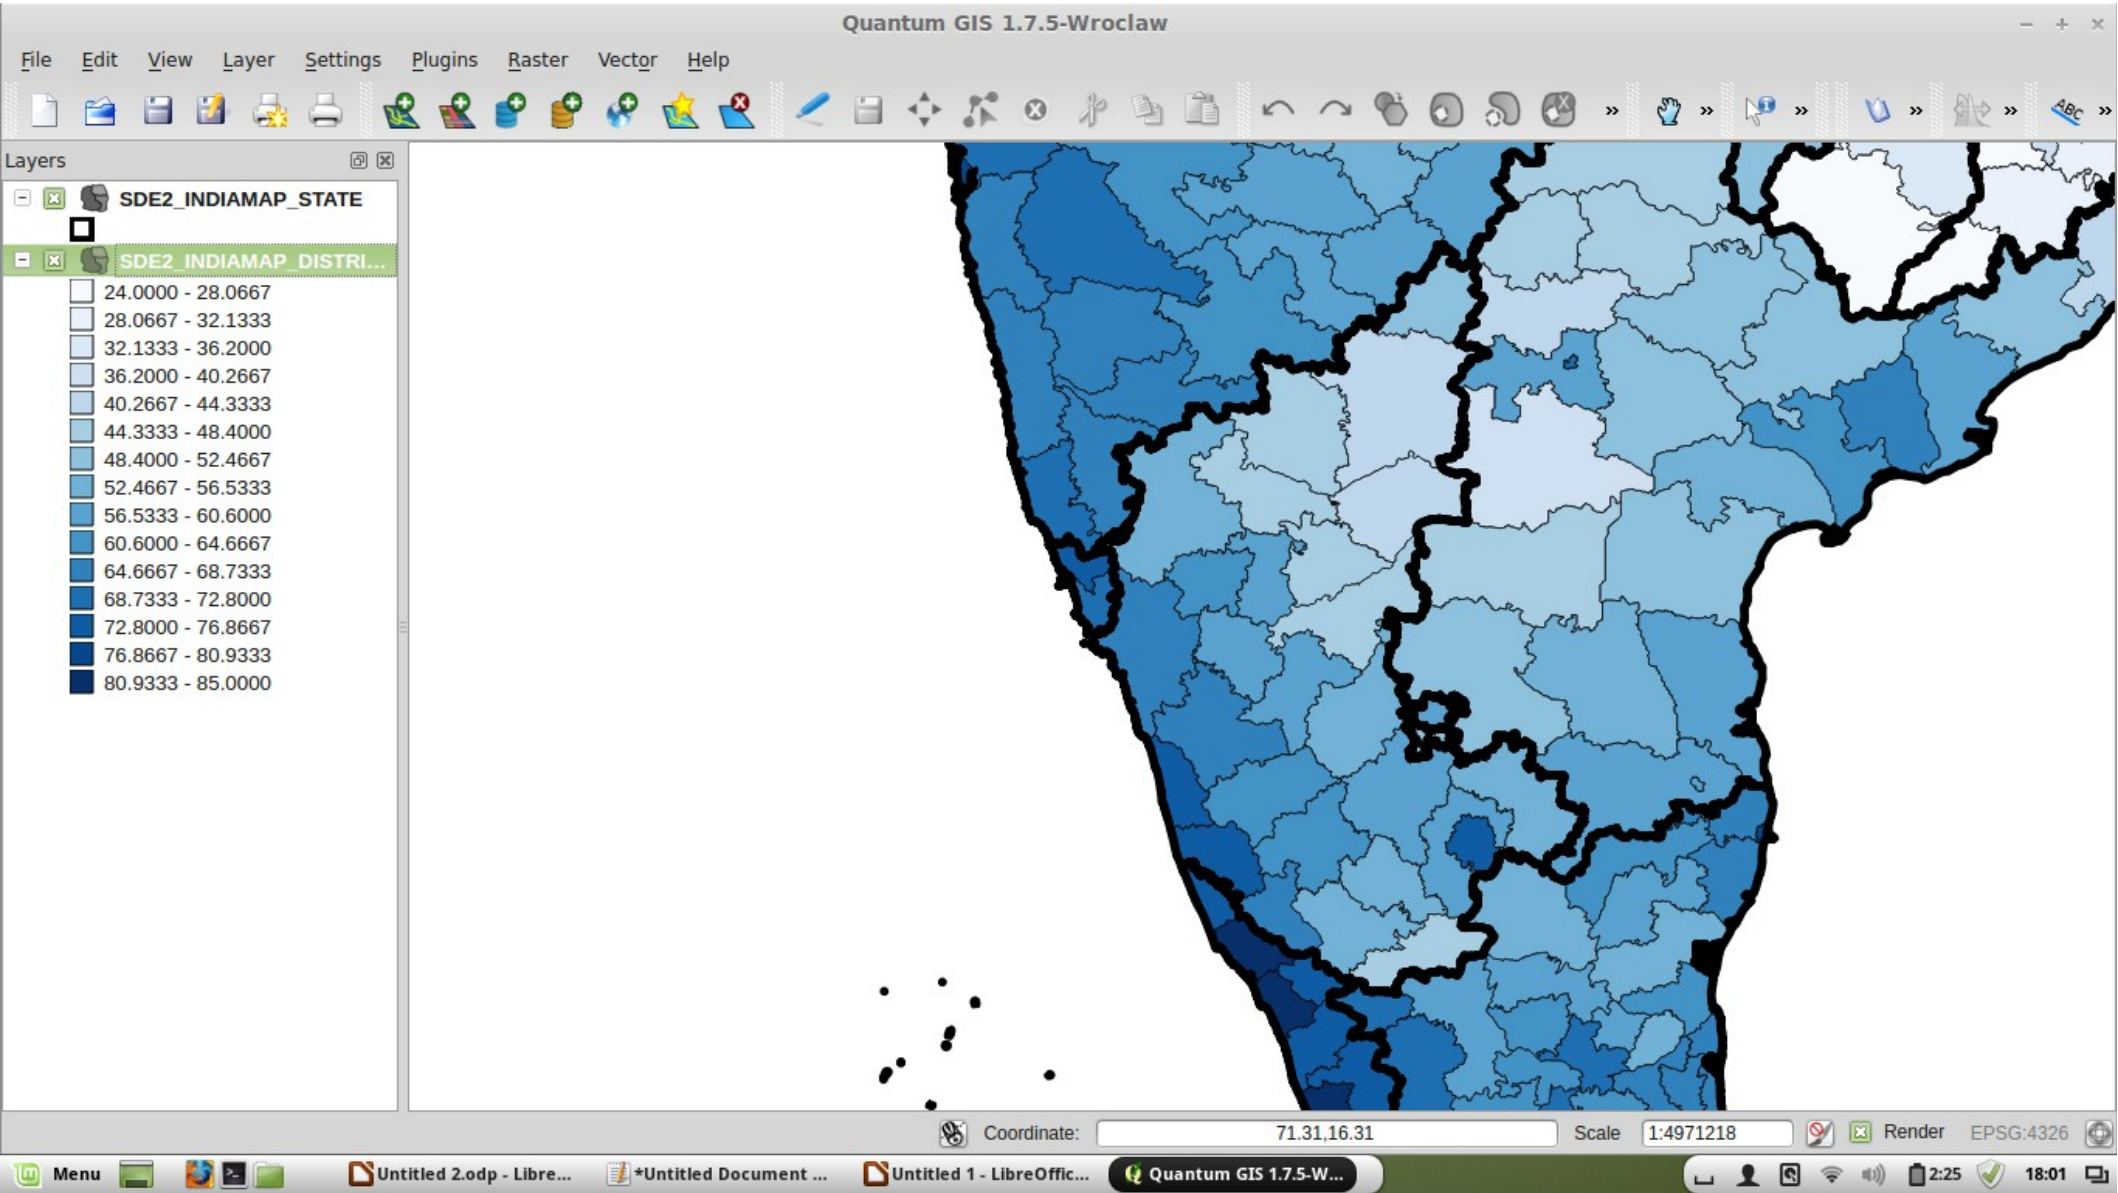 Quantum GIS 1.7.5-Wroclaw
File Edit View Layer Settings Plugins Raster Vector Help
ABC
Layers
SDE2_INDIAMAP_STATE
SDE2_INDIAMAP_DISTRI...
24.0000 - 28.0667
28.0667 - 32.1333
32.1333 - 36.2000
36.2000 - 40.2667
40.2667 - 44.3333
44.3333 - 48.4000
48.4000 - 52.4667
52.4667 - 56.5333
56.5333 - 60.6000
60.6000 - 64.6667
64.6667 - 68.7333
68.7333 - 72.8000
72.8000 - 76.8667
76.8667 - 80.9333
80.9333 - 85.0000
Coordinate: 71.31,16.31 Scale 1:4971218 Render EPSG:4326
Menu Untitled 2.odp - Libre... *Untitled Document ... Untitled 1 - LibreOffic... Quantum GIS 1.7.5-W... 2:25 18:01